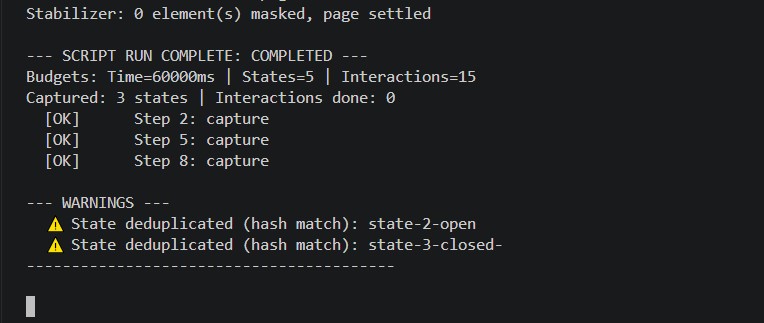 Stabilizer: 0 element(s) masked, page settled
--- SCRIPT RUN COMPLETE: COMPLETED ---
Budgets: Time=60000ms | States=5 | Interactions=15
Captured: 3 states | Interactions done: 0
[OK]     Step 2: capture
[OK]     Step 5: capture
[OK]     Step 8: capture
--- WARNINGS ---
⚠ State deduplicated (hash match): state-2-open
⚠ State deduplicated (hash match): state-3-closed-
-----------------------------------------